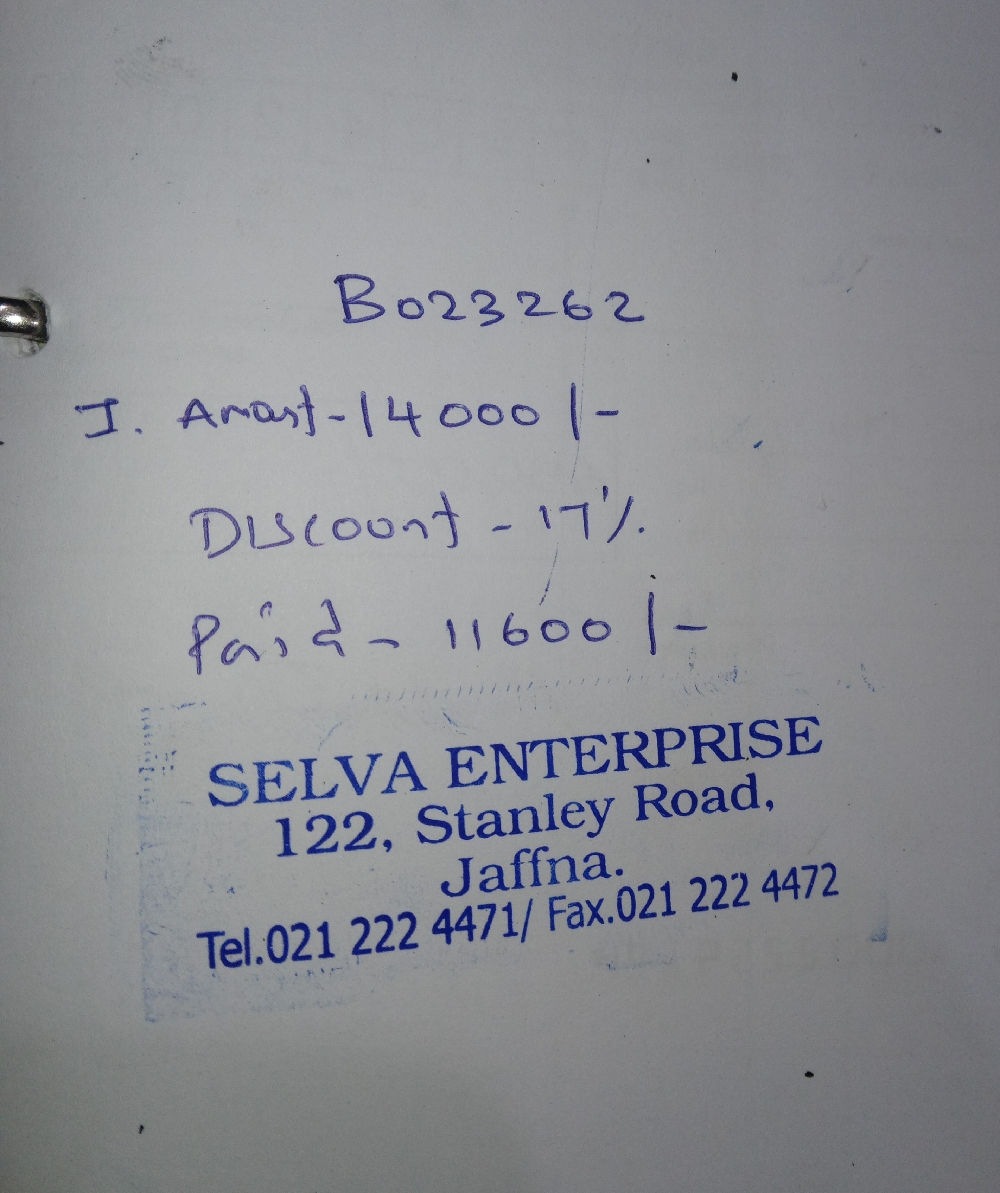 B023262
I. Amount - 14000/-
Discount - 17%
Paid - 11600/-
SELVA ENTERPRISE
122, Stanley Road,
Jaffna.
Tel.021 222 4471/ Fax.021 222 4472